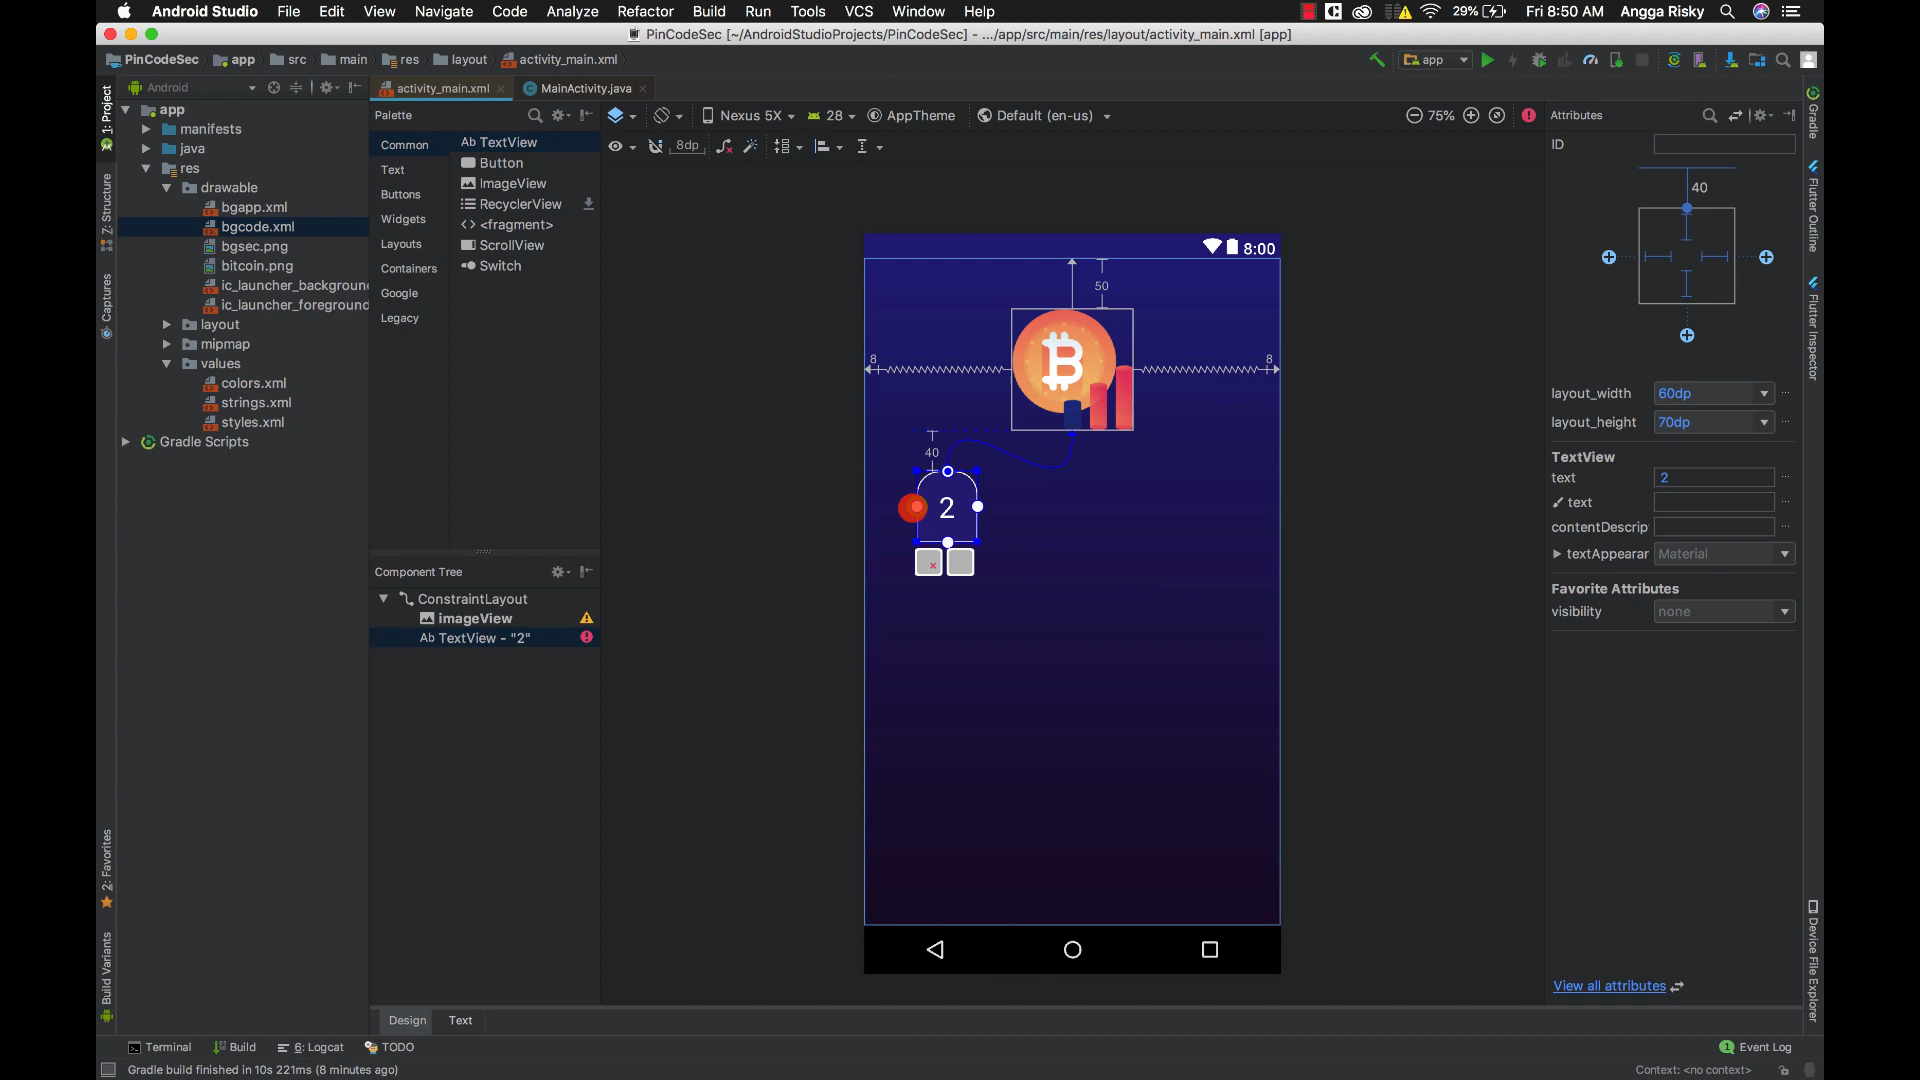 Android Studio File Edit View Navigate Code Analyze Refactor Build Run Tools VCS Window Help 29% Fri 8:50 AM Angga Risky
PinCodeSec [~/AndroidStudioProjects/PinCodeSec] - .../app/src/main/res/layout/activity_main.xml [app]
PinCodeSec app src main res layout activity_main.xml app
Android
app
manifests
java
res
drawable
bgapp.xml
bgcode.xml
bgsec.png
bitcoin.png
ic_launcher_background
ic_launcher_foreground
layout
mipmap
values
colors.xml
strings.xml
styles.xml
Gradle Scripts
1: Project
Z: Structure
Captures
2: Favorites
Build Variants
activity_main.xml MainActivity.java
Palette
Common
Text
Buttons
Widgets
Layouts
Containers
Google
Legacy
Ab TextView
Button
ImageView
RecyclerView
<fragment>
ScrollView
Switch
Component Tree
ConstraintLayout
imageView
Ab TextView - "2"
Nexus 5X 28 AppTheme Default (en-us) 75%
8dp
8:00
50
8 8
40
2
Attributes
ID
40
layout_width 60dp
layout_height 70dp
TextView
text 2
text
contentDescrip
textAppearar Material
Favorite Attributes
visibility none
View all attributes
Gradle
Flutter Outline
Flutter Inspector
Device File Explorer
Design Text
Terminal Build 6: Logcat TODO 1 Event Log
Gradle build finished in 10s 221ms (8 minutes ago) Context: <no context>